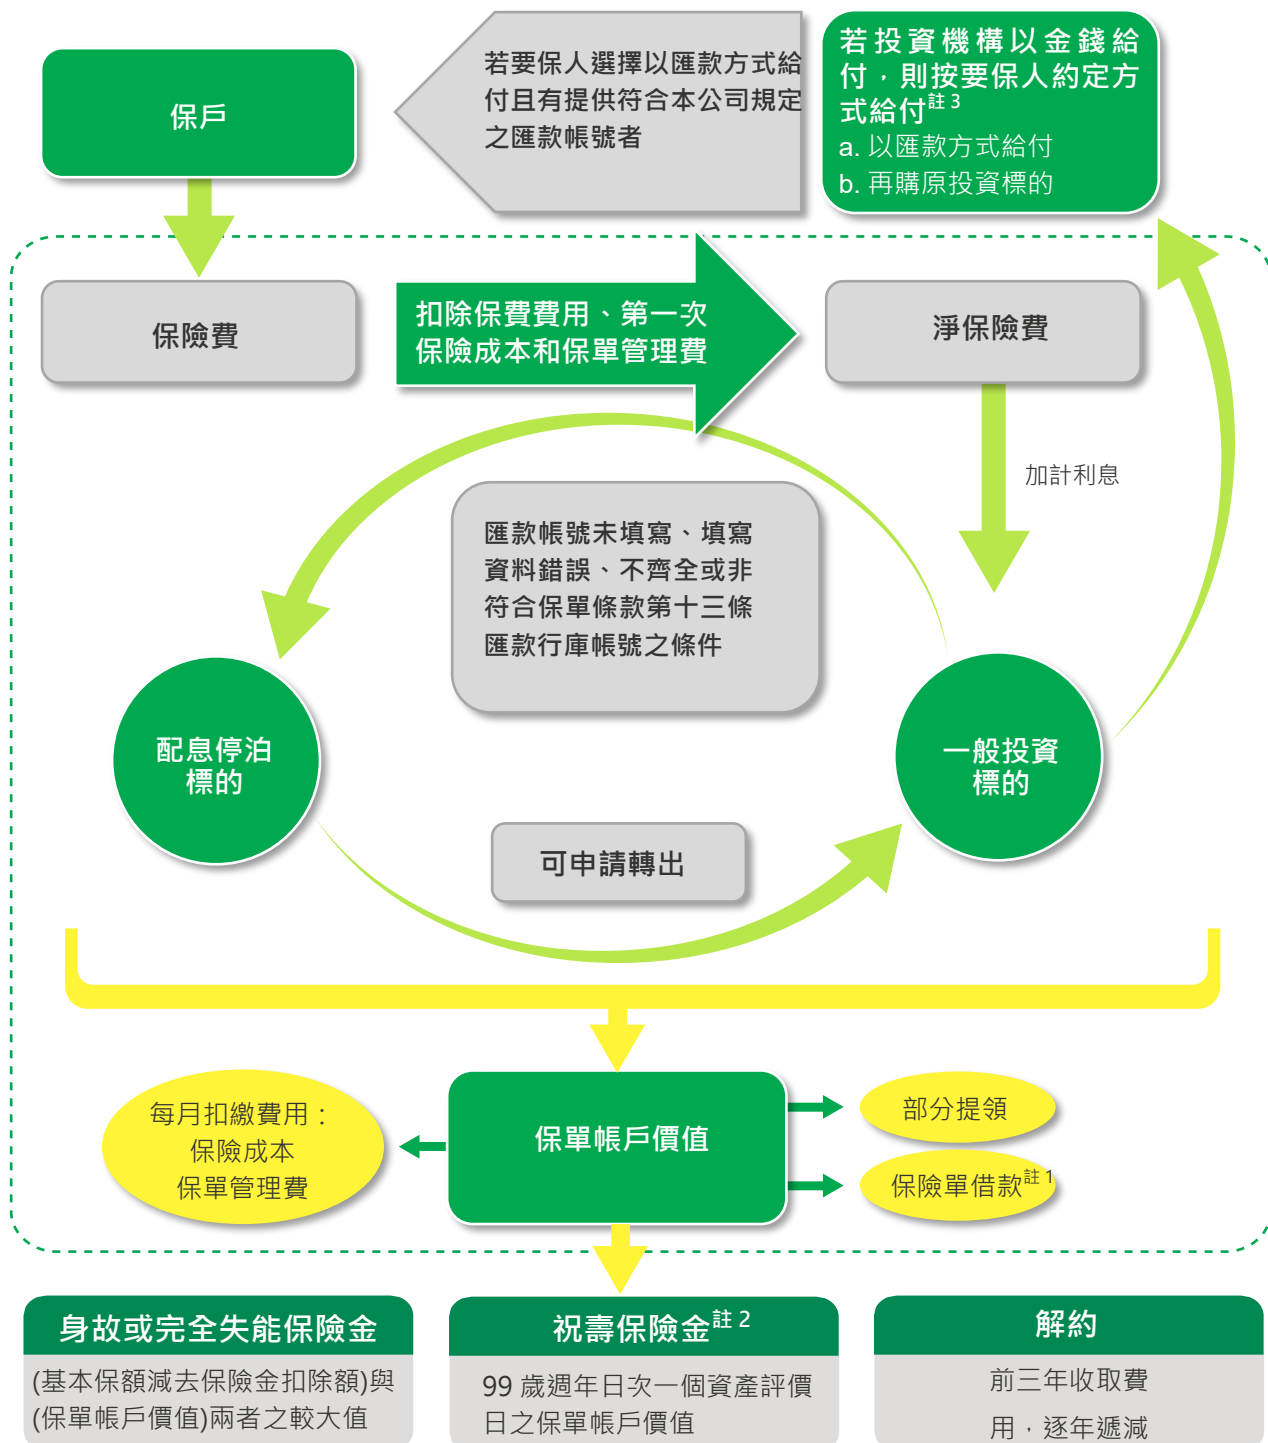 保戶
若要保人選擇以匯款方式給
付且有提供符合本公司規定
之匯款帳號者
若投資機構以金錢給
付，則按要保人約定方
式給付註 3
a. 以匯款方式給付
b. 再購原投資標的
保險費
扣除保費費用、第一次
保險成本和保單管理費
淨保險費
加計利息
匯款帳號未填寫、填寫
資料錯誤、不齊全或非
符合保單條款第十三條
匯款行庫帳號之條件
配息停泊
標的
一般投資
標的
可申請轉出
每月扣繳費用：
保險成本
保單管理費
保單帳戶價值
部分提領
保險單借款註 1
身故或完全失能保險金
(基本保額減去保險金扣除額)與
(保單帳戶價值)兩者之較大值
祝壽保險金註 2
99 歲週年日次一個資產評價
日之保單帳戶價值
解約
前三年收取費
用，逐年遞減